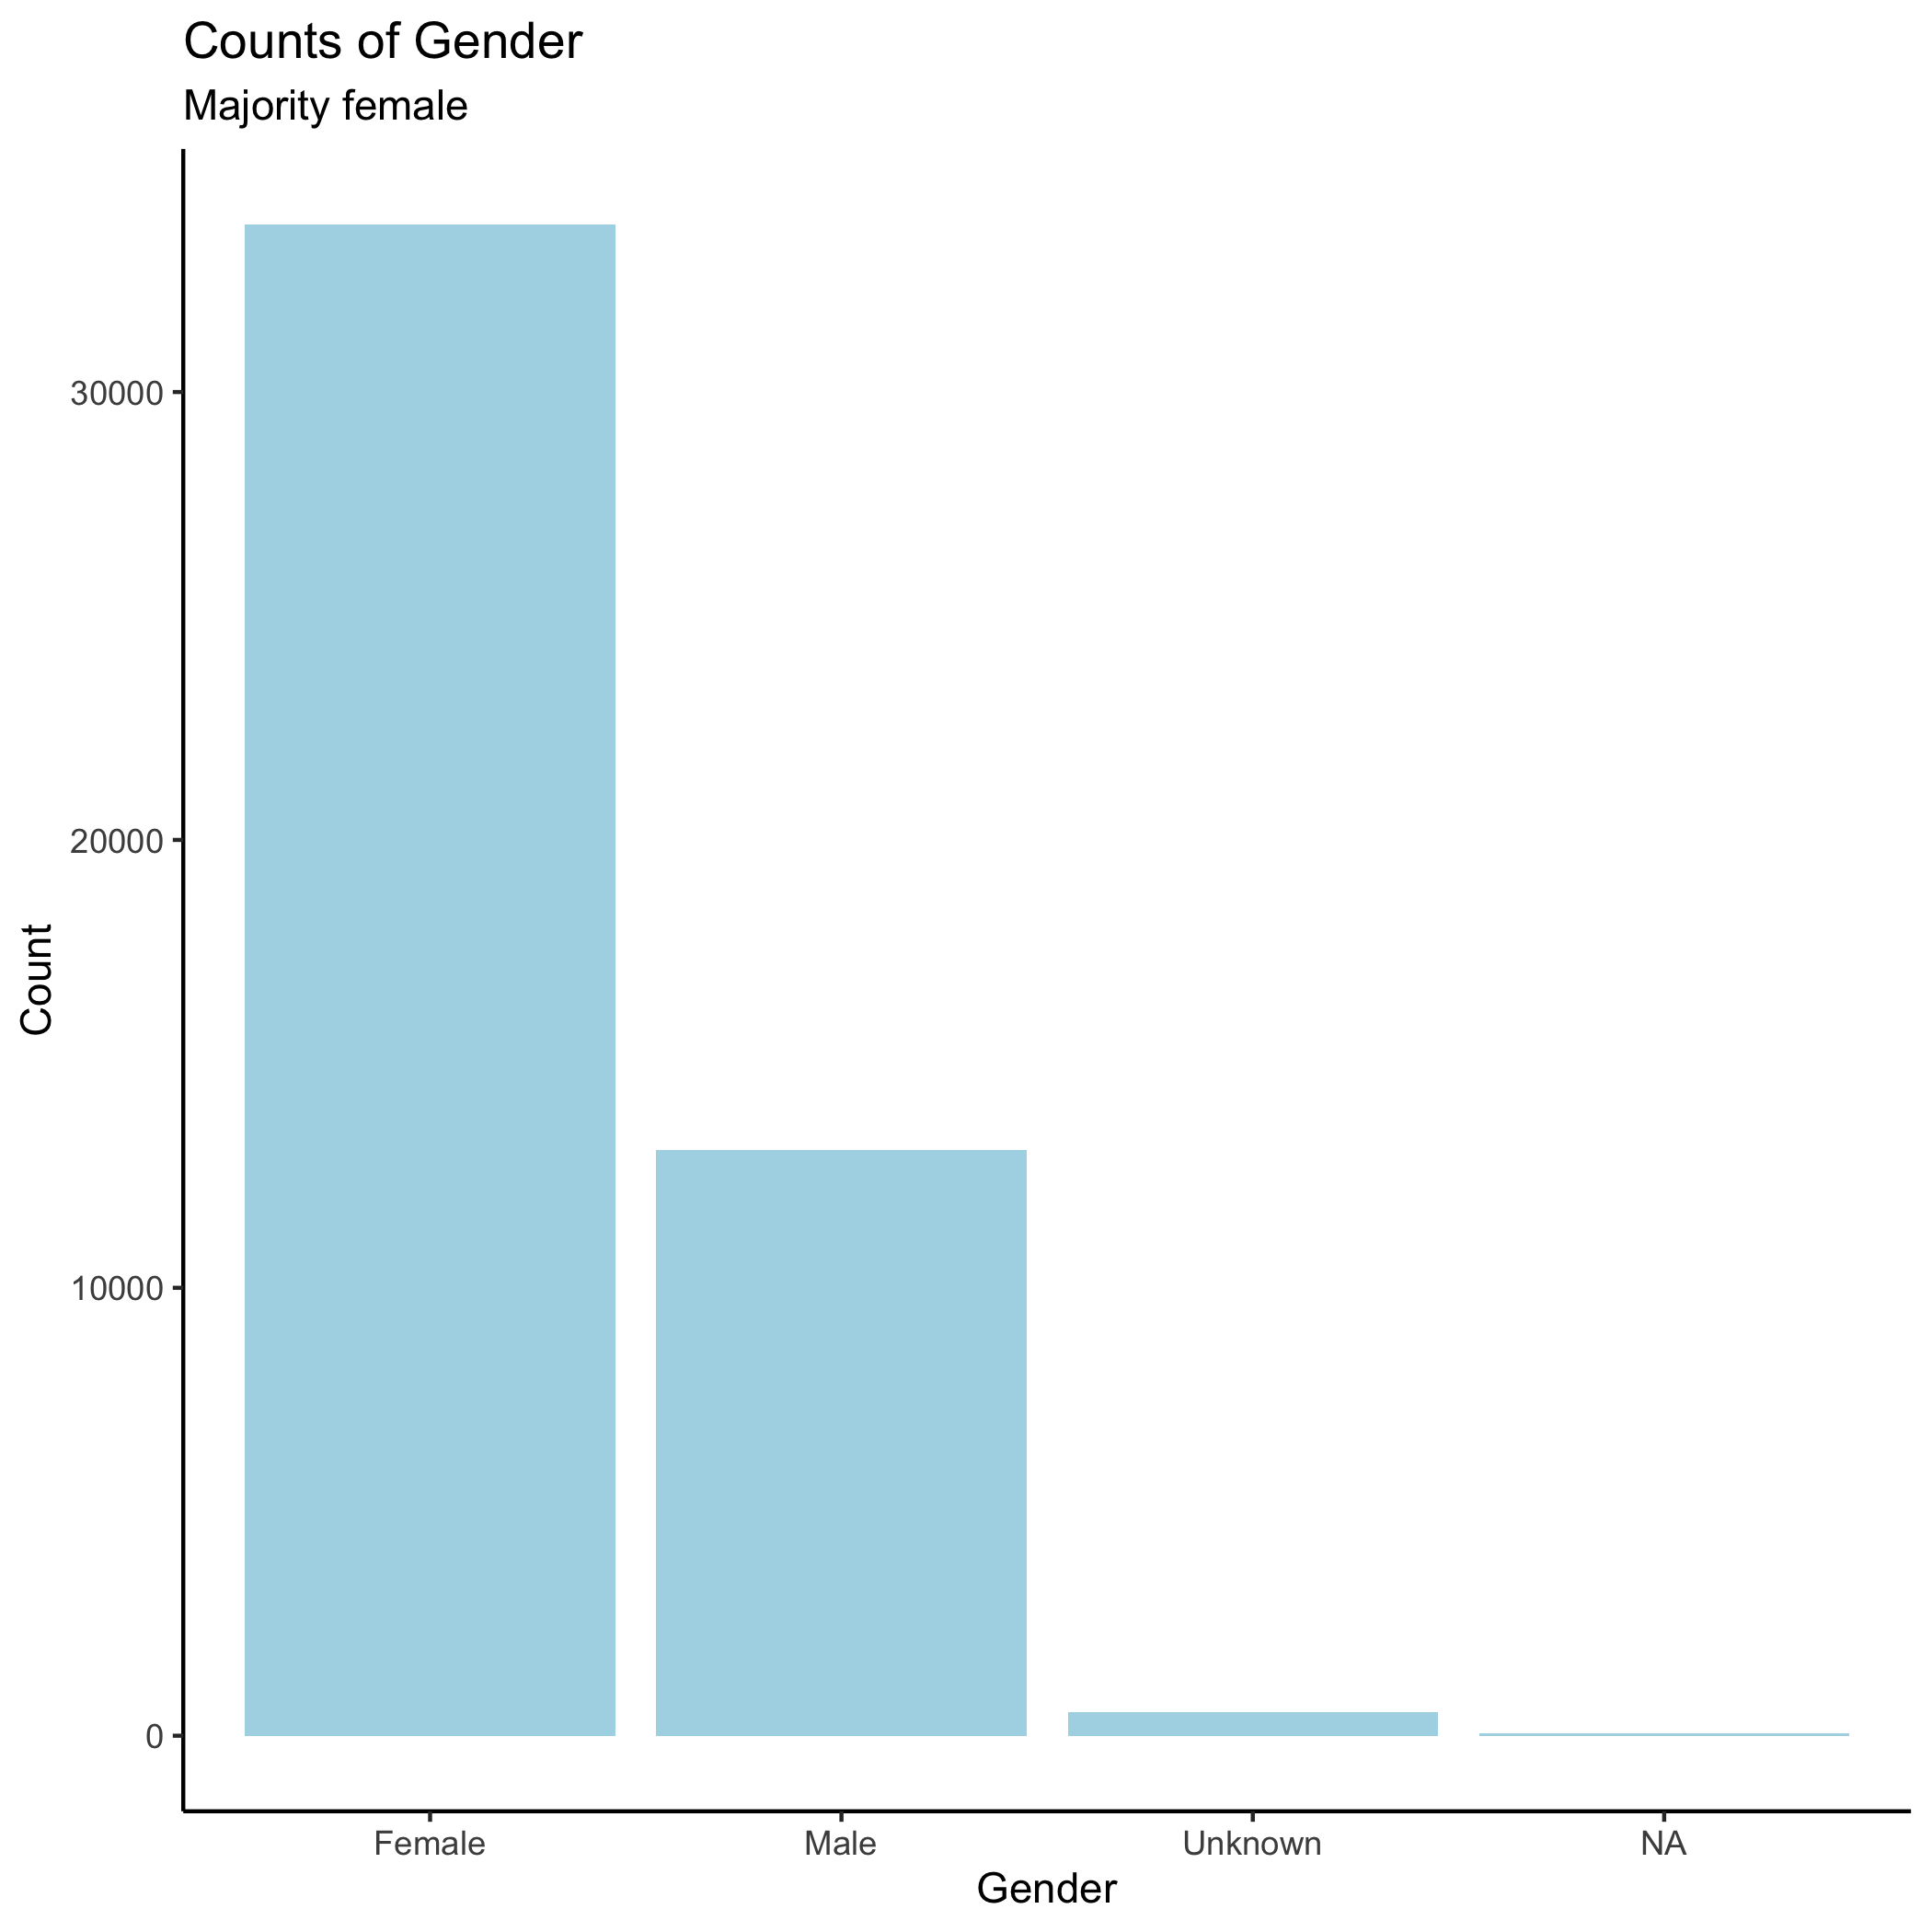 Counts of Gender
Majority female
30000
20000
10000
0
Count
Female
Male
Unknown
NA
Gender